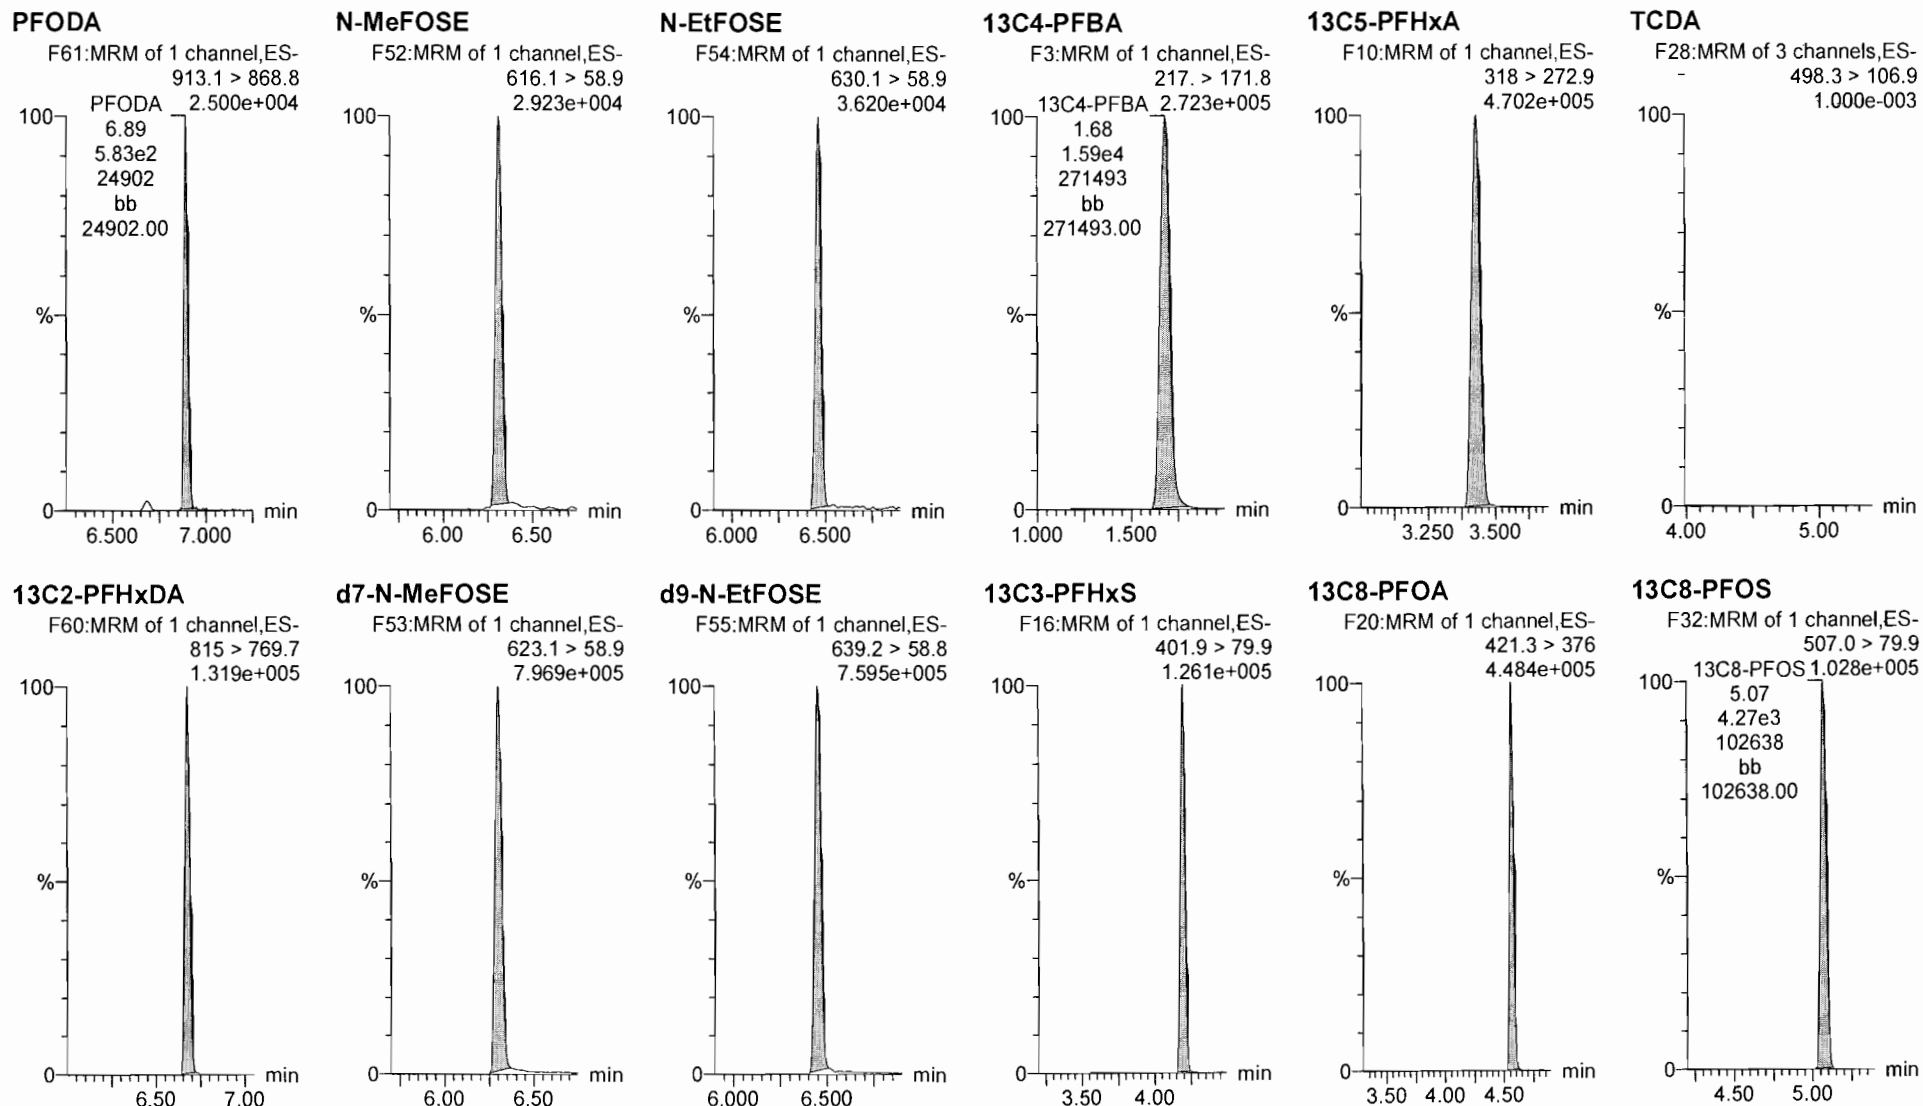 PFODA
F61:MRM of 1 channel,ES-
913.1 > 868.8
PFODA 2.500e+004
100
6.89
5.83e2
24902
bb
24902.00
%
0
min
6.500 7.000
N-MeFOSE
F52:MRM of 1 channel,ES-
616.1 > 58.9
2.923e+004
100
%
0
min
6.00 6.50
N-EtFOSE
F54:MRM of 1 channel,ES-
630.1 > 58.9
3.620e+004
100
%
0
min
6.000 6.500
13C4-PFBA
F3:MRM of 1 channel,ES-
217. > 171.8
13C4-PFBA 2.723e+005
100
1.68
1.59e4
271493
bb
271493.00
%
0
min
1.000 1.500
13C5-PFHxA
F10:MRM of 1 channel,ES-
318 > 272.9
4.702e+005
100
%
0
min
3.250 3.500
TCDA
F28:MRM of 3 channels,ES-
498.3 > 106.9
1.000e-003
100
%
0
min
4.00 5.00
13C2-PFHxDA
F60:MRM of 1 channel,ES-
815 > 769.7
1.319e+005
100
%
0
min
6.50 7.00
d7-N-MeFOSE
F53:MRM of 1 channel,ES-
623.1 > 58.9
7.969e+005
100
%
0
min
6.00 6.50
d9-N-EtFOSE
F55:MRM of 1 channel,ES-
639.2 > 58.8
7.595e+005
100
%
0
min
6.000 6.500
13C3-PFHxS
F16:MRM of 1 channel,ES-
401.9 > 79.9
1.261e+005
100
%
0
min
3.50 4.00
13C8-PFOA
F20:MRM of 1 channel,ES-
421.3 > 376
4.484e+005
100
%
0
min
3.50 4.00 4.50
13C8-PFOS
F32:MRM of 1 channel,ES-
507.0 > 79.9
13C8-PFOS 1.028e+005
100
5.07
4.27e3
102638
bb
102638.00
%
0
min
4.50 5.00